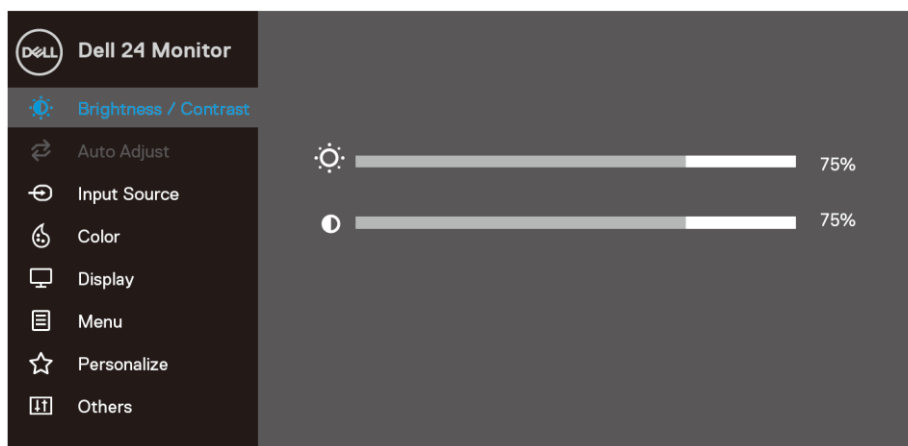 DELL
Dell 24 Monitor
Brightness / Contrast
Auto Adjust
Input Source
Color
Display
Menu
Personalize
Others
75%
75%